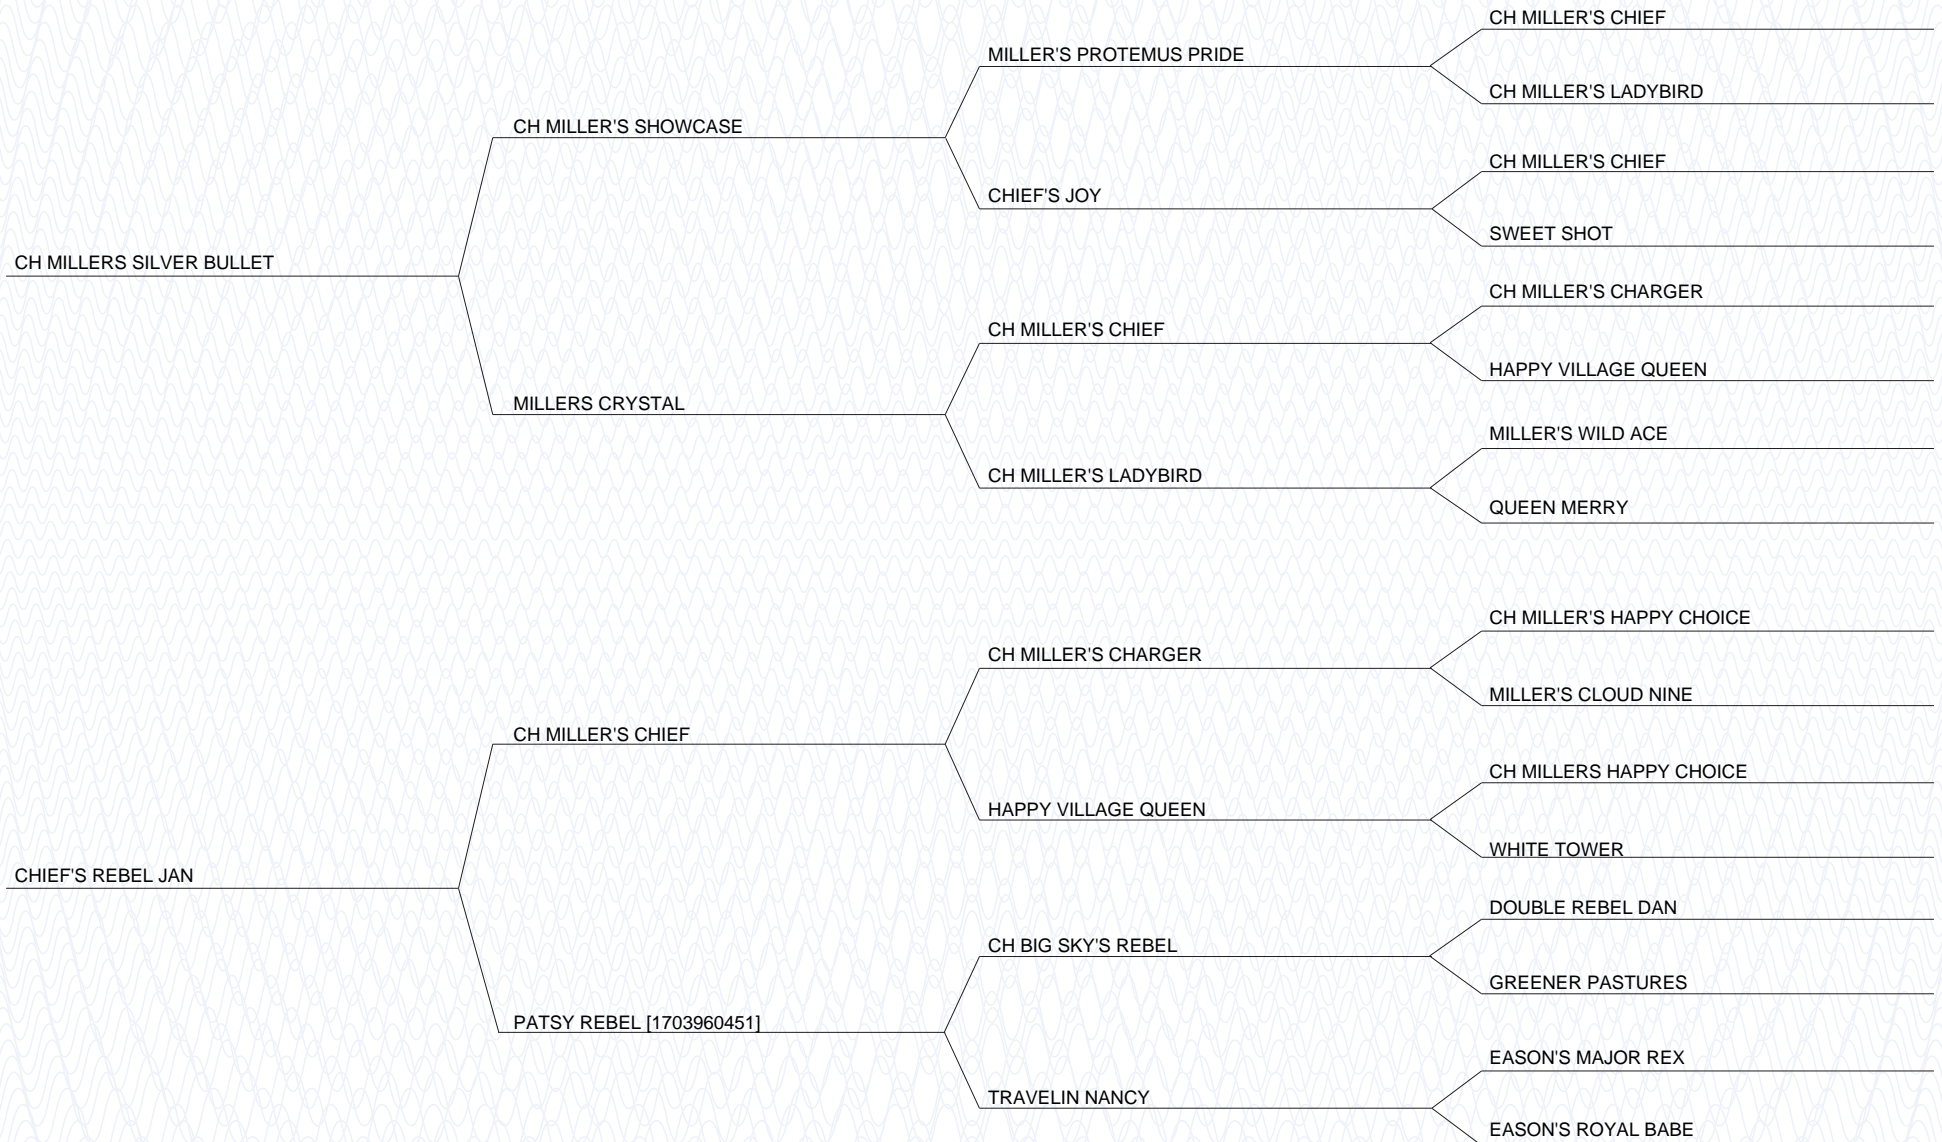 CH MILLER'S CHIEF
MILLER'S PROTEMUS PRIDE
CH MILLER'S LADYBIRD
CH MILLER'S SHOWCASE
CH MILLER'S CHIEF
CHIEF'S JOY
SWEET SHOT
CH MILLERS SILVER BULLET
CH MILLER'S CHARGER
CH MILLER'S CHIEF
HAPPY VILLAGE QUEEN
MILLERS CRYSTAL
MILLER'S WILD ACE
CH MILLER'S LADYBIRD
QUEEN MERRY
CH MILLER'S HAPPY CHOICE
CH MILLER'S CHARGER
MILLER'S CLOUD NINE
CH MILLER'S CHIEF
CH MILLERS HAPPY CHOICE
HAPPY VILLAGE QUEEN
WHITE TOWER
CHIEF'S REBEL JAN
DOUBLE REBEL DAN
CH BIG SKY'S REBEL
GREENER PASTURES
PATSY REBEL [1703960451]
EASON'S MAJOR REX
TRAVELIN NANCY
EASON'S ROYAL BABE